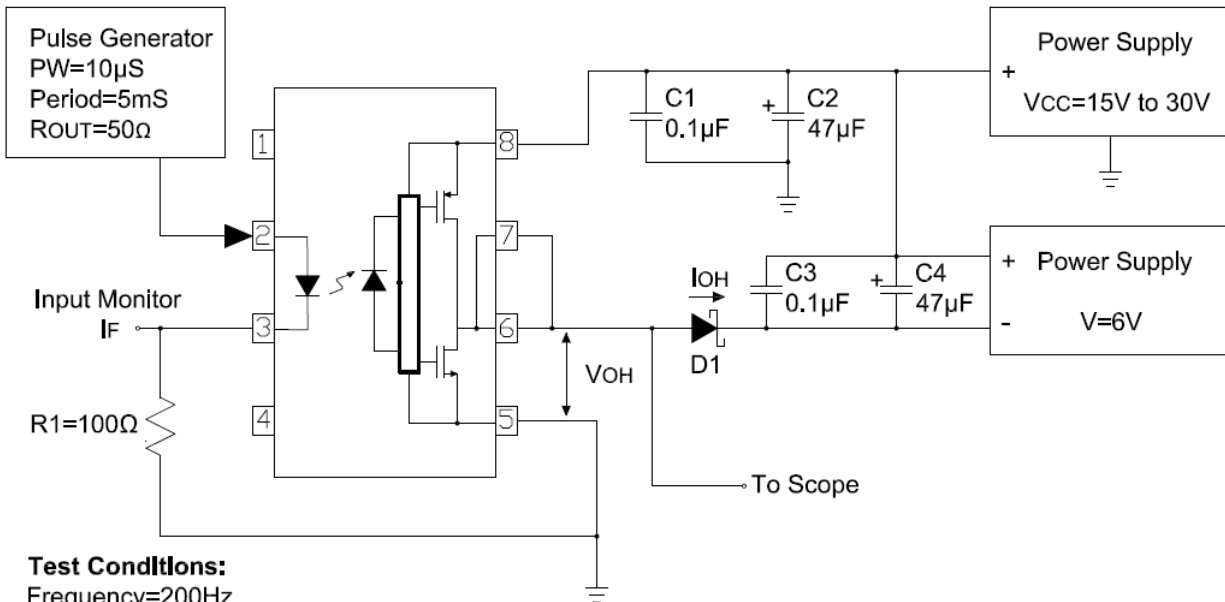 Pulse Generator
PW=10µS
Period=5mS
ROUT=50Ω
Power Supply
+
VCC=15V to 30V
C1
0.1µF
+
C2
47µF
1
8
2
7
3
6
4
5
Input Monitor
IF
R1=100Ω
VOH
IOH
D1
C3
0.1µF
+
C4
47µF
+
Power Supply
-
V=6V
To Scope
Test Conditions:
Frequency=200Hz